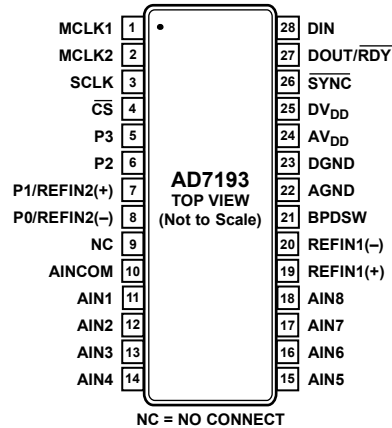 MCLK1 1
MCLK2 2
SCLK 3
CS 4
P3 5
P2 6
P1/REFIN2(+) 7
P0/REFIN2(–) 8
NC 9
AINCOM 10
AIN1 11
AIN2 12
AIN3 13
AIN4 14
AD7193
TOP VIEW
(Not to Scale)
28 DIN
27 DOUT/RDY
26 SYNC
25 DVDD
24 AVDD
23 DGND
22 AGND
21 BPDSW
20 REFIN1(–)
19 REFIN1(+)
18 AIN8
17 AIN7
16 AIN6
15 AIN5
NC = NO CONNECT